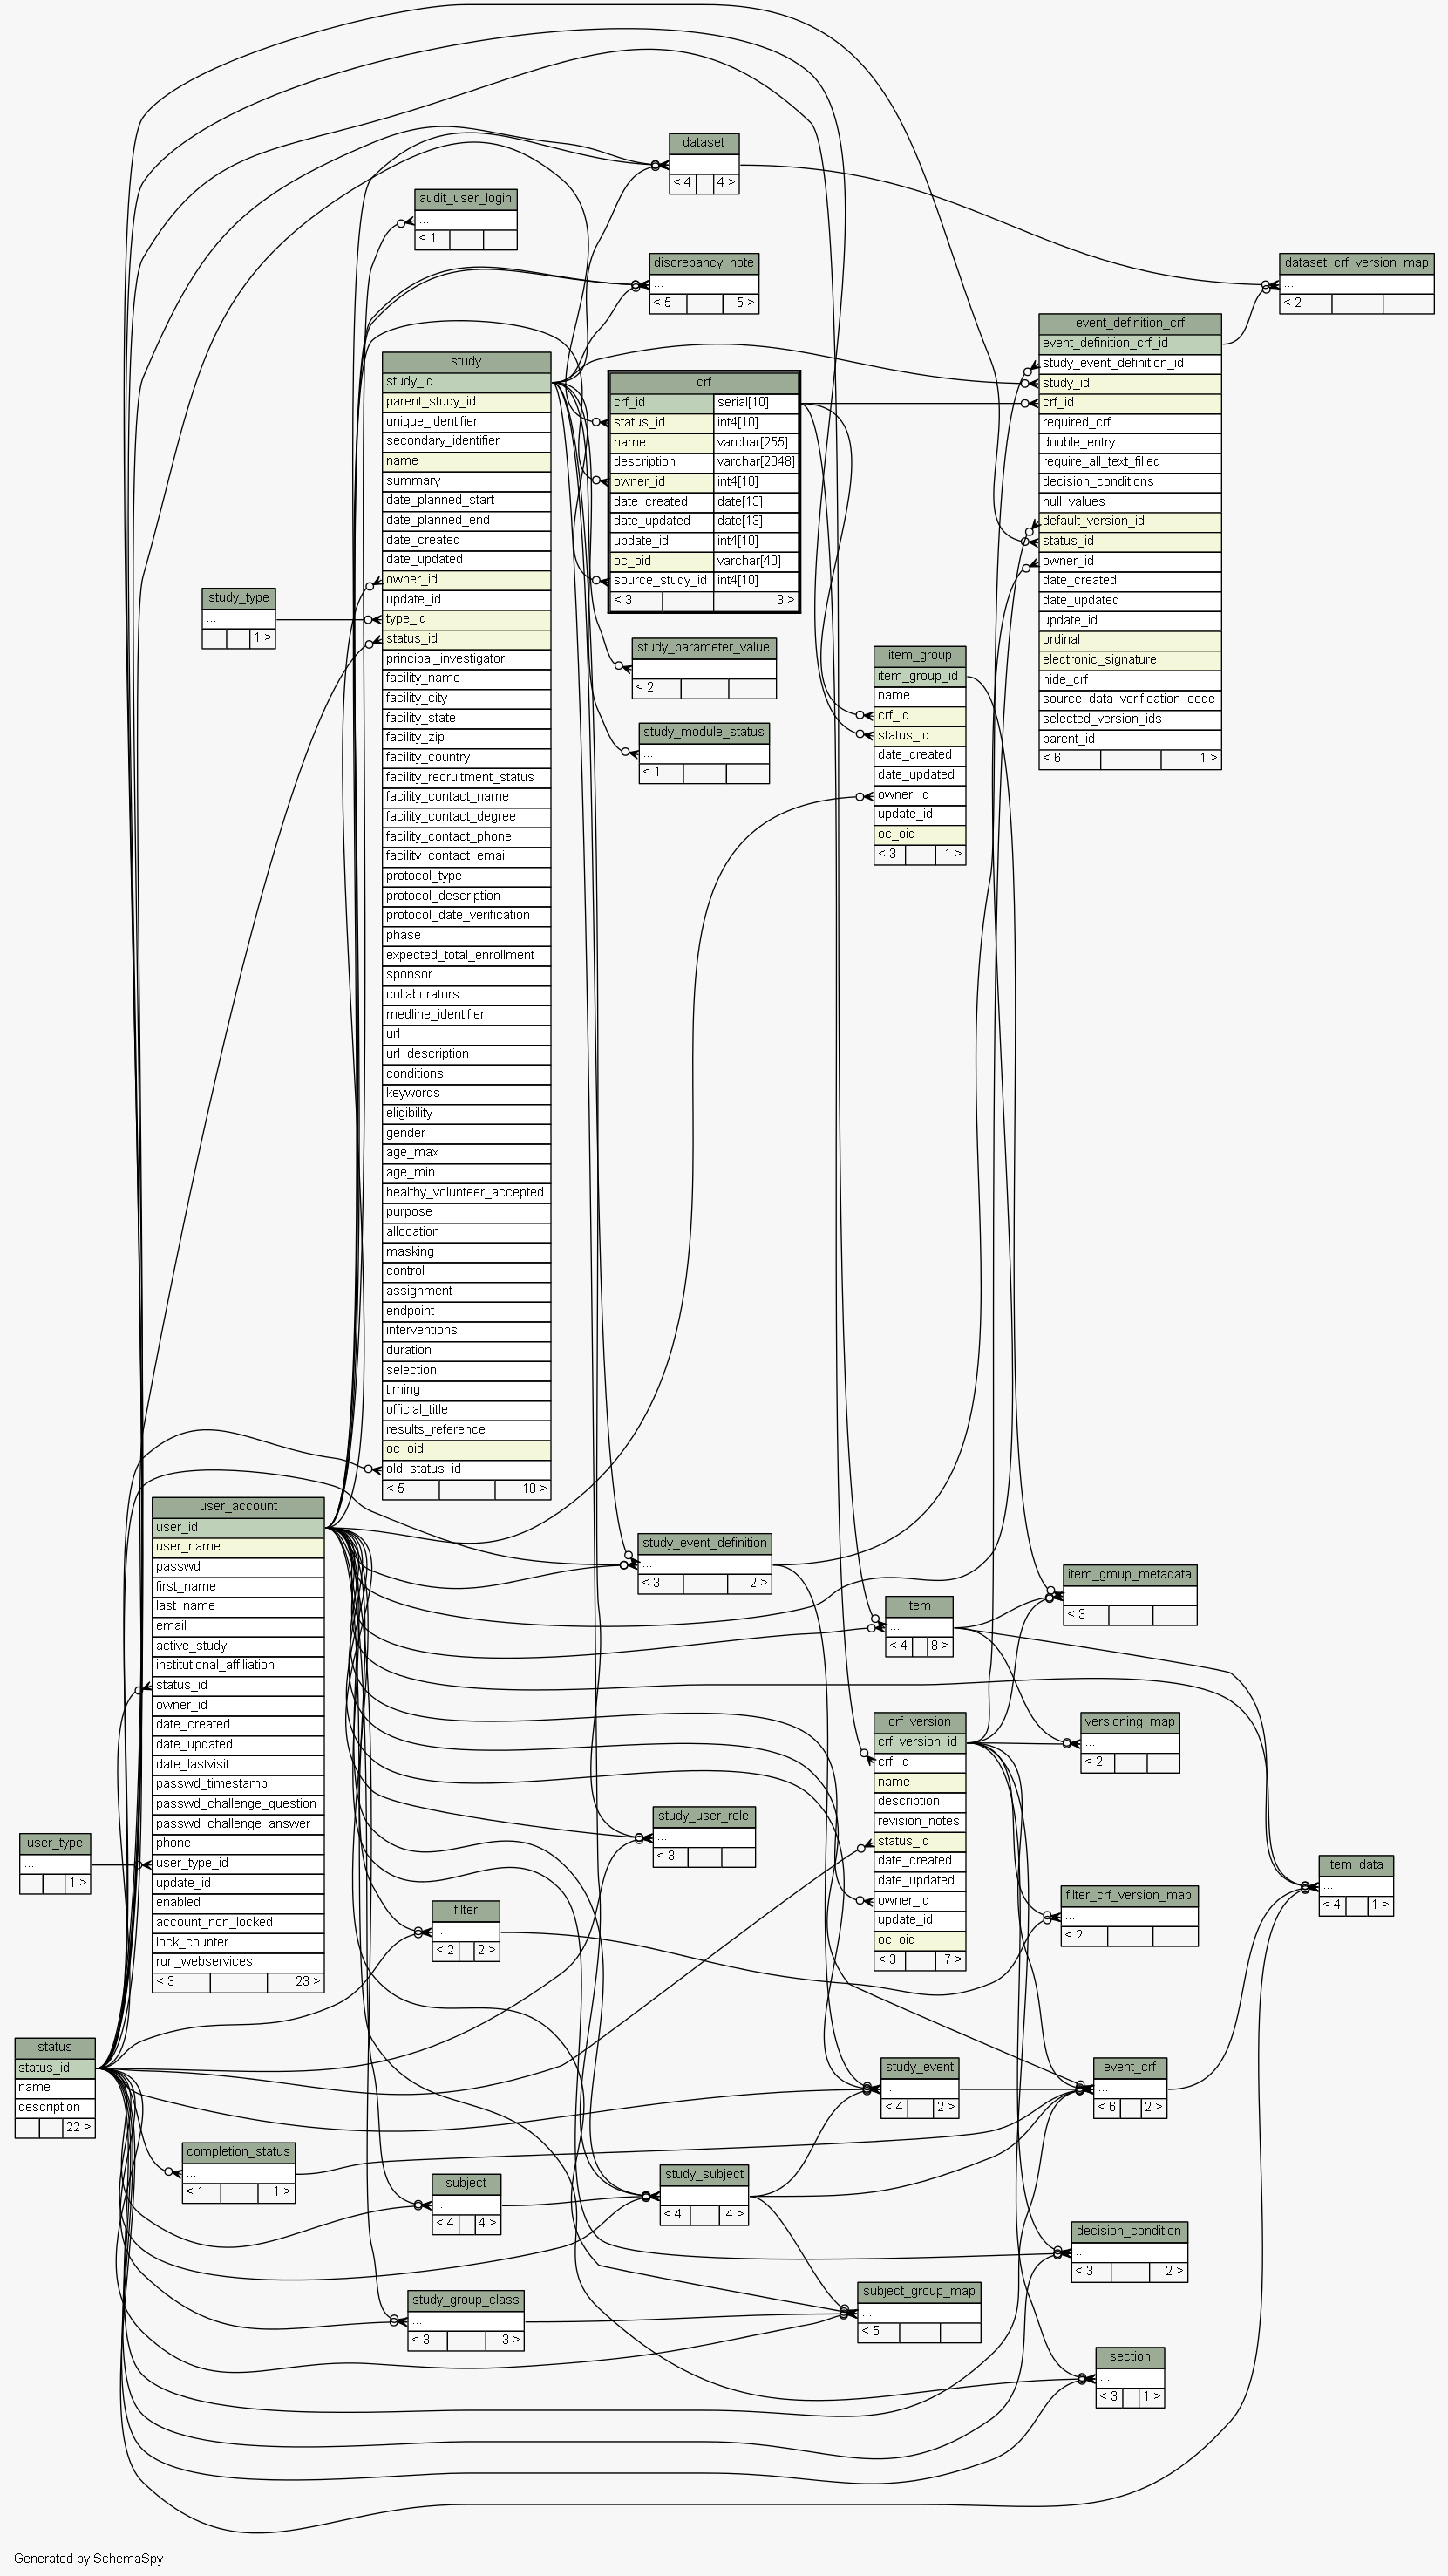 dataset
...
< 4 4 >
audit_user_login
...
< 1
discrepancy_note
...
< 5 5 >
dataset_crf_version_map
...
< 2
event_definition_crf
event_definition_crf_id
study_event_definition_id
study_id
crf_id
required_crf
double_entry
require_all_text_filled
decision_conditions
null_values
default_version_id
status_id
owner_id
date_created
date_updated
update_id
ordinal
electronic_signature
hide_crf
source_data_verification_code
selected_version_ids
parent_id
< 6 1 >
study
study_id
parent_study_id
unique_identifier
secondary_identifier
name
summary
date_planned_start
date_planned_end
date_created
date_updated
owner_id
update_id
type_id
status_id
principal_investigator
facility_name
facility_city
facility_state
facility_zip
facility_country
facility_recruitment_status
facility_contact_name
facility_contact_degree
facility_contact_phone
facility_contact_email
protocol_type
protocol_description
protocol_date_verification
phase
expected_total_enrollment
sponsor
collaborators
medline_identifier
url
url_description
conditions
keywords
eligibility
gender
age_max
age_min
healthy_volunteer_accepted
purpose
allocation
masking
control
assignment
endpoint
interventions
duration
selection
timing
official_title
results_reference
oc_oid
old_status_id
< 5 10 >
crf
crf_id serial[10]
status_id int4[10]
name varchar[255]
description varchar[2048]
owner_id int4[10]
date_created date[13]
date_updated date[13]
update_id int4[10]
oc_oid varchar[40]
source_study_id int4[10]
< 3 3 >
study_type
...
1 >
study_parameter_value
...
< 2
study_module_status
...
< 1
item_group
item_group_id
name
crf_id
status_id
date_created
date_updated
owner_id
update_id
oc_oid
< 3 1 >
user_account
user_id
user_name
passwd
first_name
last_name
email
active_study
institutional_affiliation
status_id
owner_id
date_created
date_updated
date_lastvisit
passwd_timestamp
passwd_challenge_question
passwd_challenge_answer
phone
user_type_id
update_id
enabled
account_non_locked
lock_counter
run_webservices
< 3 23 >
study_event_definition
...
< 3 2 >
item_group_metadata
...
< 3
item
...
< 4 8 >
crf_version
crf_version_id
crf_id
name
description
revision_notes
status_id
date_created
date_updated
owner_id
update_id
oc_oid
< 3 7 >
versioning_map
...
< 2
study_user_role
...
< 3
user_type
...
1 >
item_data
...
< 4 1 >
filter
...
< 2 2 >
filter_crf_version_map
...
< 2
status
status_id
name
description
22 >
study_event
...
< 4 2 >
event_crf
...
< 6 2 >
completion_status
...
< 1 1 >
subject
...
< 4 4 >
study_subject
...
< 4 4 >
decision_condition
...
< 3 2 >
study_group_class
...
< 3 3 >
subject_group_map
...
< 5
section
...
< 3 1 >
Generated by SchemaSpy